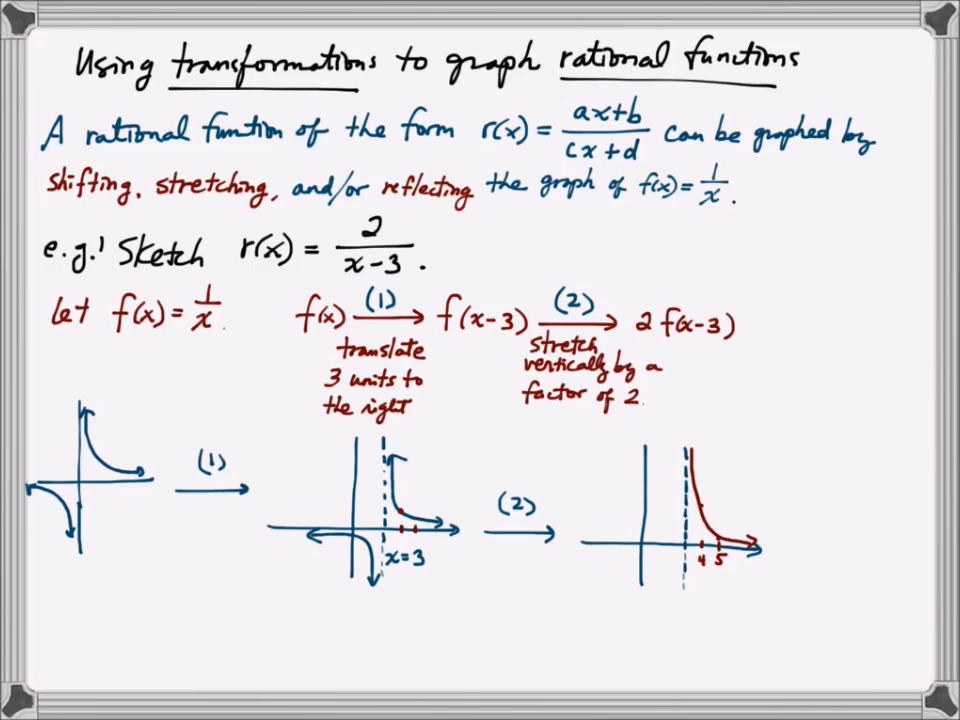 Using transformations to graph rational functions
A rational funtion of the form r(x) = ax+b / cx+d can be graphed by
shifting, stretching, and/or reflecting the graph of f(x) = 1/x.
e.g.' Sketch r(x) = 2 / x-3.
Let f(x) = 1/x. f(x) (1)→ f(x-3) (2)→ 2 f(x-3)
translate 3 units to the right
stretch vertically by a factor of 2.
(1)
x=3
(2)
4 5